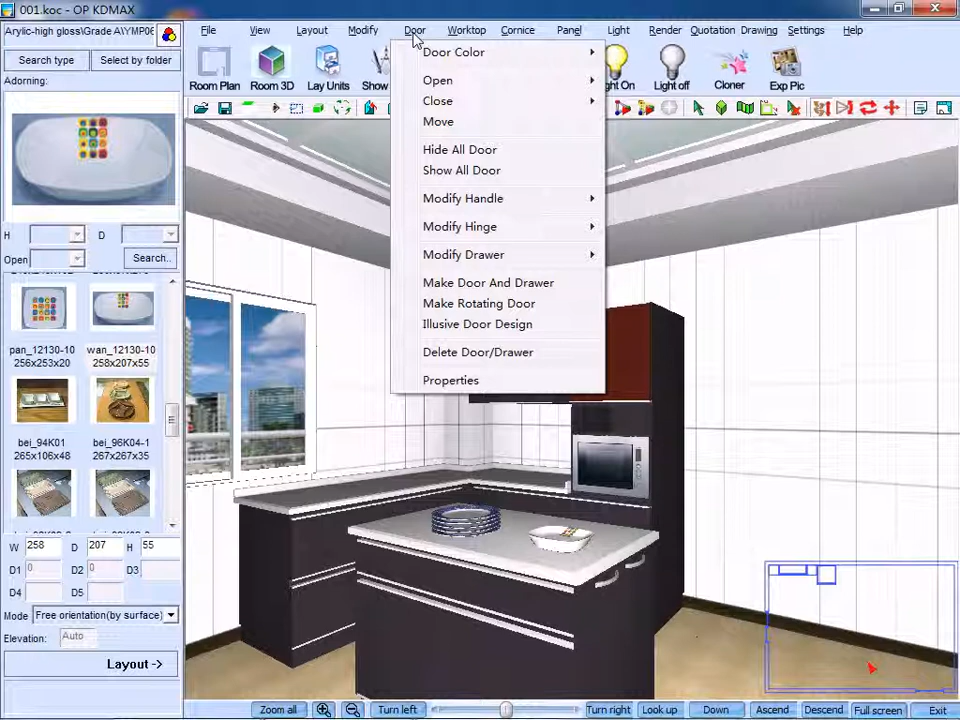 001.koc - OP KDMAX
Acrylic-high gloss\Grade A\YMP06
File View Layout Modify Door Worktop Cornice Panel Light Render Quotation Drawing Settings Help
Search type Select by folder
Adorning:
Room Plan Room 3D Lay Units Show On Light off Cloner Exp Pic
Door Color
Open
Close
Move
Hide All Door
Show All Door
Modify Handle
Modify Hinge
Modify Drawer
Make Door And Drawer
Make Rotating Door
Illusive Door Design
Delete Door/Drawer
Properties
H D
Open Search..
pan_12130-10 wan_12130-10
256x253x20 258x207x55
bei_94K01 bei_96K04-1
265x106x48 267x267x35
W 258 D 207 H 55
D1 0 D2 0 D3
D4 D5
Mode Free orientation(by surface)
Elevation: Auto
Layout ->
Zoom all Turn left Turn right Look up Down Ascend Descend Full screen Exit